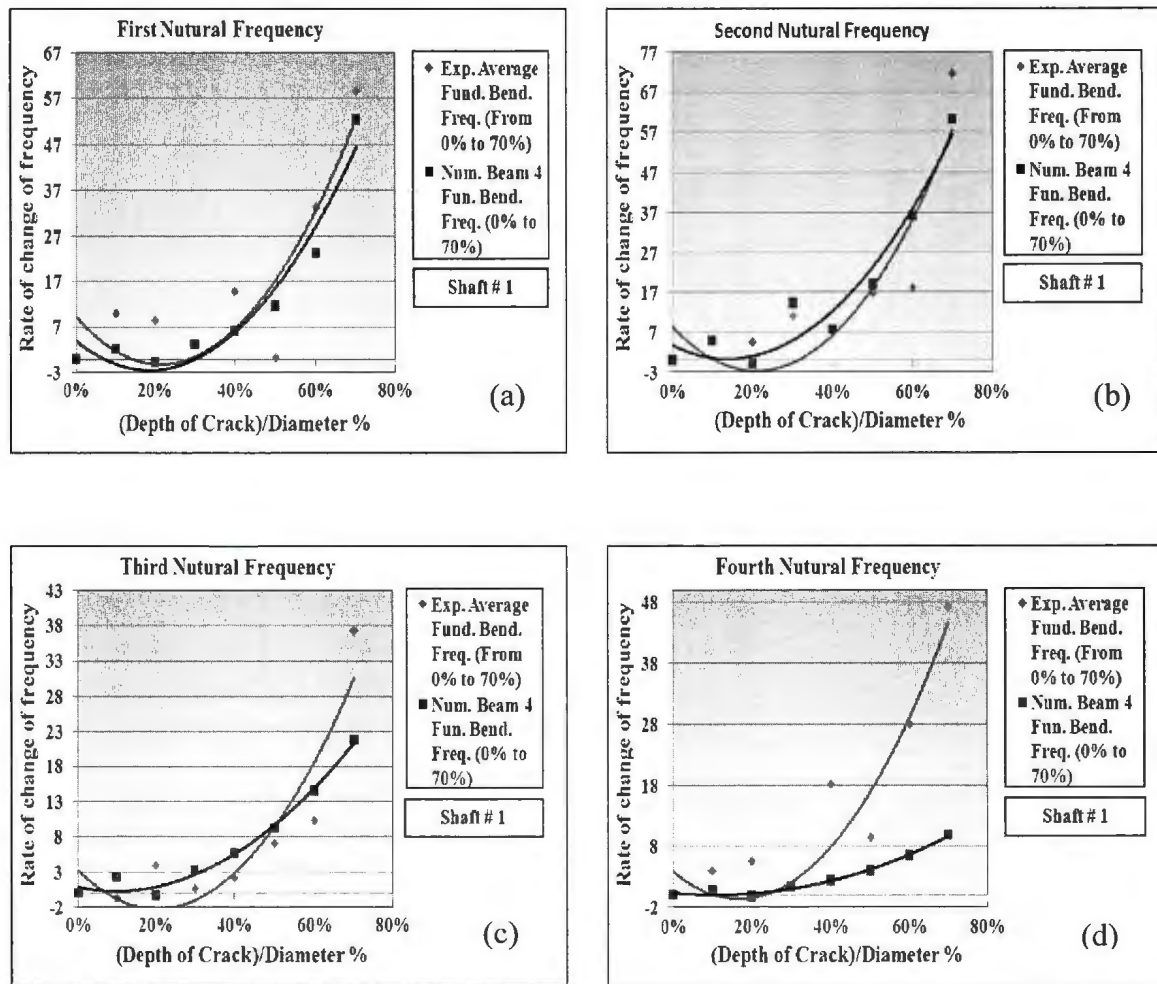 First Nutural Frequency
67
57
47
37
27
17
7
-3
Rate of change of frequency
0% 10% 20% 30% 40% 50% 60% 70% 80%
(Depth of Crack)/Diameter %
Exp. Average
Fund. Bend.
Freq. (From
0% to 70%)
Num. Beam 4
Fun. Bend.
Freq. (0% to
70%)
Shaft # 1
(a)
Second Nutural Frequency
77
67
57
47
37
27
17
7
-3
Rate of change of frequency
0% 20% 40% 60% 80%
(Depth of Crack)/Diameter %
Exp. Average
Fund. Bend.
Freq. (From
0% to 70%)
Num. Beam 4
Fun. Bend.
Freq. (0% to
70%)
Shaft # 1
(b)
Third Nutural Frequency
43
38
33
28
23
18
13
8
3
-2
Rate of change of frequency
0% 20% 40% 60% 80%
(Depth of Crack)/Diameter %
Exp. Average
Fund. Bend.
Freq. (From
0% to 70%)
Num. Beam 4
Fun. Bend.
Freq. (0% to
70%)
Shaft # 1
(c)
Fourth Nutural Frequency
48
38
28
18
8
-2
Rate of change of frequency
0% 20% 40% 60% 80%
(Depth of Crack)/Diameter %
Exp. Average
Fund. Bend.
Freq. (From
0% to 70%)
Num. Beam 4
Fun. Bend.
Freq. (0% to
70%)
Shaft # 1
(d)